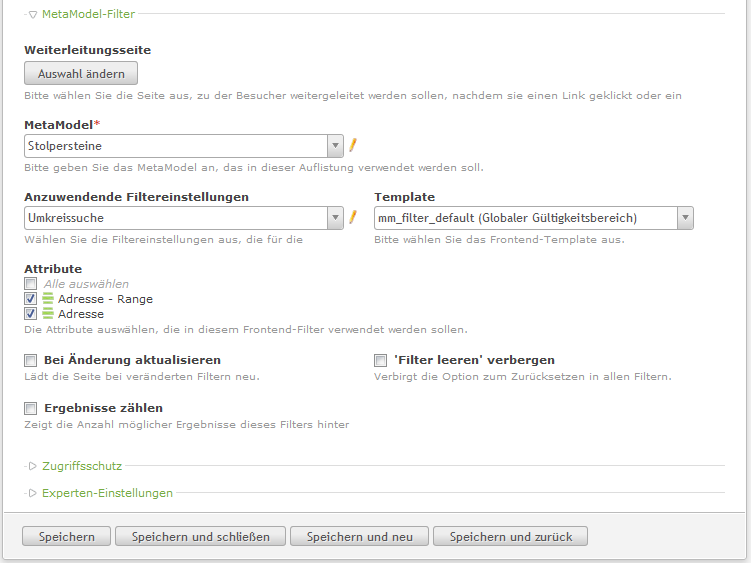 MetaModel-Filter
Weiterleitungsseite
Auswahl ändern
Bitte wählen Sie die Seite aus, zu der Besucher weitergeleitet werden sollen, nachdem sie einen Link geklickt oder ein
MetaModel*
Stolpersteine
Bitte geben Sie das MetaModel an, das in dieser Auflistung verwendet werden soll.
Anzuwendende Filtereinstellungen Template
Umkreissuche mm_filter_default (Globaler Gültigkeitsbereich)
Wählen Sie die Filtereinstellungen aus, die für die Bitte wählen Sie das Frontend-Template aus.
Attribute
Alle auswählen
Adresse - Range
Adresse
Die Attribute auswählen, die in diesem Frontend-Filter verwendet werden sollen.
Bei Änderung aktualisieren 'Filter leeren' verbergen
Lädt die Seite bei veränderten Filtern neu. Verbirgt die Option zum Zurücksetzen in allen Filtern.
Ergebnisse zählen
Zeigt die Anzahl möglicher Ergebnisse dieses Filters hinter
Zugriffsschutz
Experten-Einstellungen
Speichern Speichern und schließen Speichern und neu Speichern und zurück